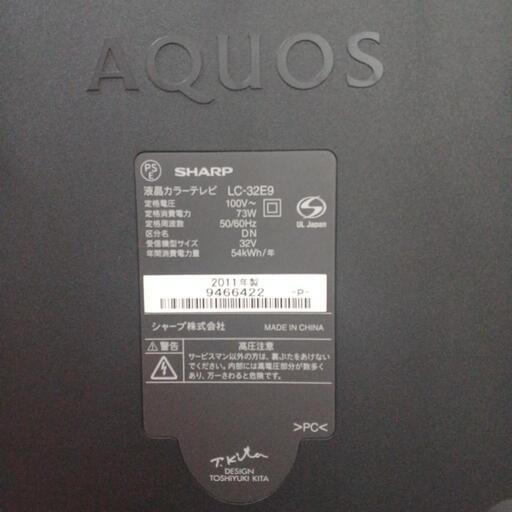 AQUOS
PS E
SHARP
液晶カラーテレビ LC-32E9
定格電圧 100V～
定格消費電力 73W
定格周波数 50/60Hz
区分名 DN
受信機型サイズ 32V
年間消費電力量 54kWh/年
S
UL Japan
2011年製
9466422 -P-
シャープ株式会社 MADE IN CHINA
⚠警告 高圧注意
サービスマン以外の方は、裏ぶたをあけない
でください。内部には高電圧部分が数多く
あり、万一さわると危険です。
>PC<
T. Kita
DESIGN
TOSHIYUKI KITA